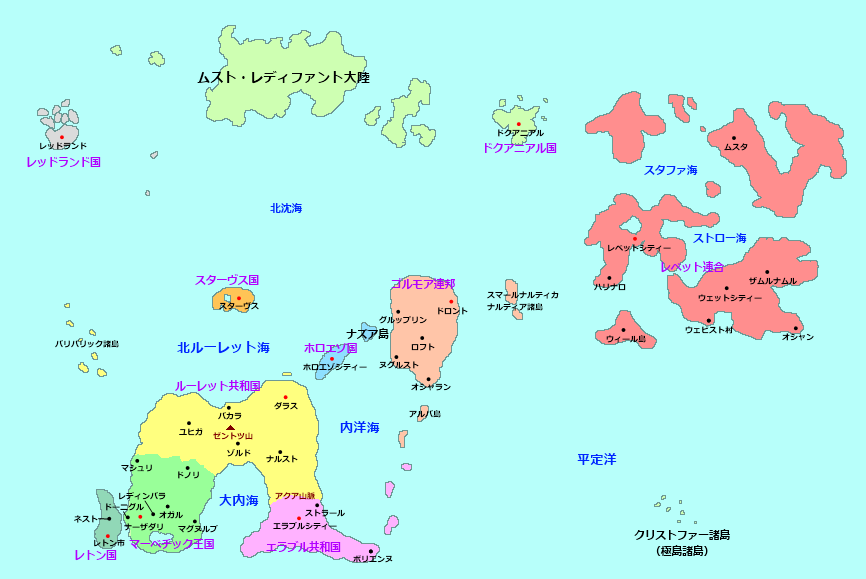 ムスト・レディファント大陸
レッドランド
レッドランド国
ドクアニアル
ドクアニアル国
ムスタ
スタファ海
北沈海
ストロー海
レベットシティー
レベット連合
ザムルナムル
ハリナロ
ウェットシティー
ウェヒスト村
オシャン
ウィール島
スターヴス国
スターヴス
ゴルモア連邦
ドロント
グルップリン
スマールナルティカ
ナルティア諸島
ナズア島
ロフト
ヌグルスト
オシャラン
アルバ島
バリバリック諸島
北ルーレット海
ホロエゾ国
ホロエゾシティー
ルーレット共和国
ダラス
バカラ
ユヒガ
ゼントツ山
ゾルド
ナルスト
内洋海
平定洋
マシュリ
ドノリ
大内海
アクア山脈
レディンバラ
ドーニグル
オガル
ネストー
ナーザダリ
マグヌルブ
ストラール
エラブルシティー
レトン市
レトン国
マーベチック王国
エラブル共和国
ポリエンヌ
クリストファー諸島
(極島諸島)